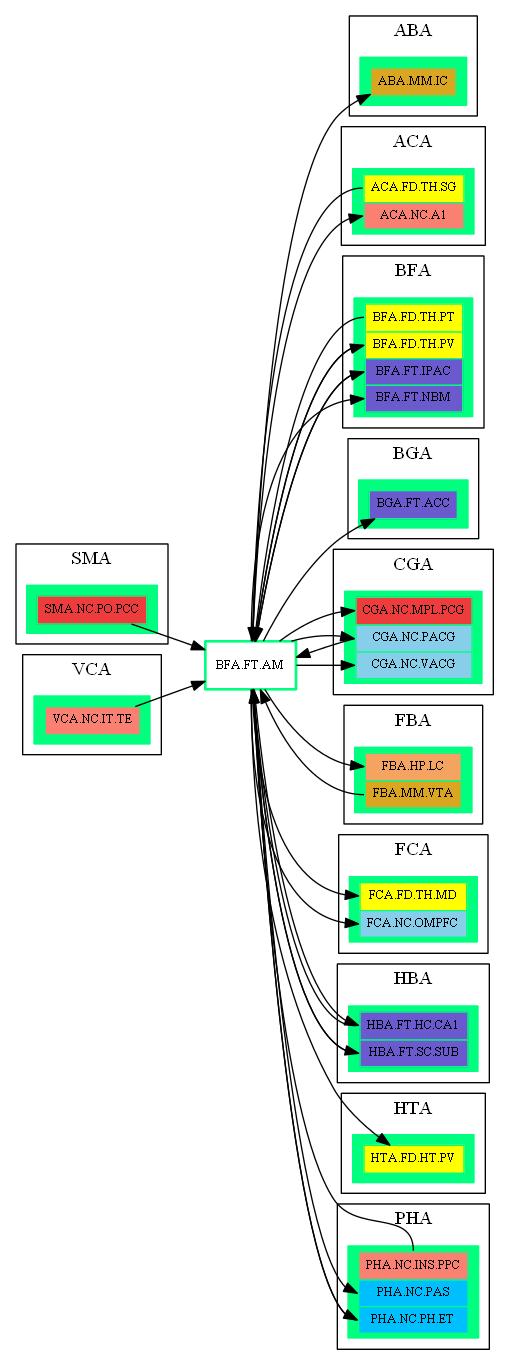 ABA
ABA.MM.IC
ACA
ACA.FD.TH.SG
ACA.NC.A1
BFA
BFA.FD.TH.PT
BFA.FD.TH.PV
BFA.FT.IPAC
BFA.FT.NBM
BGA
BGA.FT.ACC
SMA
SMA.NC.PO.PCC
VCA
VCA.NC.IT.TE
BFA.FT.AM
CGA
CGA.NC.MPL.PCG
CGA.NC.PACG
CGA.NC.VACG
FBA
FBA.HP.LC
FBA.MM.VTA
FCA
FCA.FD.TH.MD
FCA.NC.OMPFC
HBA
HBA.FT.HC.CA1
HBA.FT.SC.SUB
HTA
HTA.FD.HT.PV
PHA
PHA.NC.INS.PPC
PHA.NC.PAS
PHA.NC.PH.ET